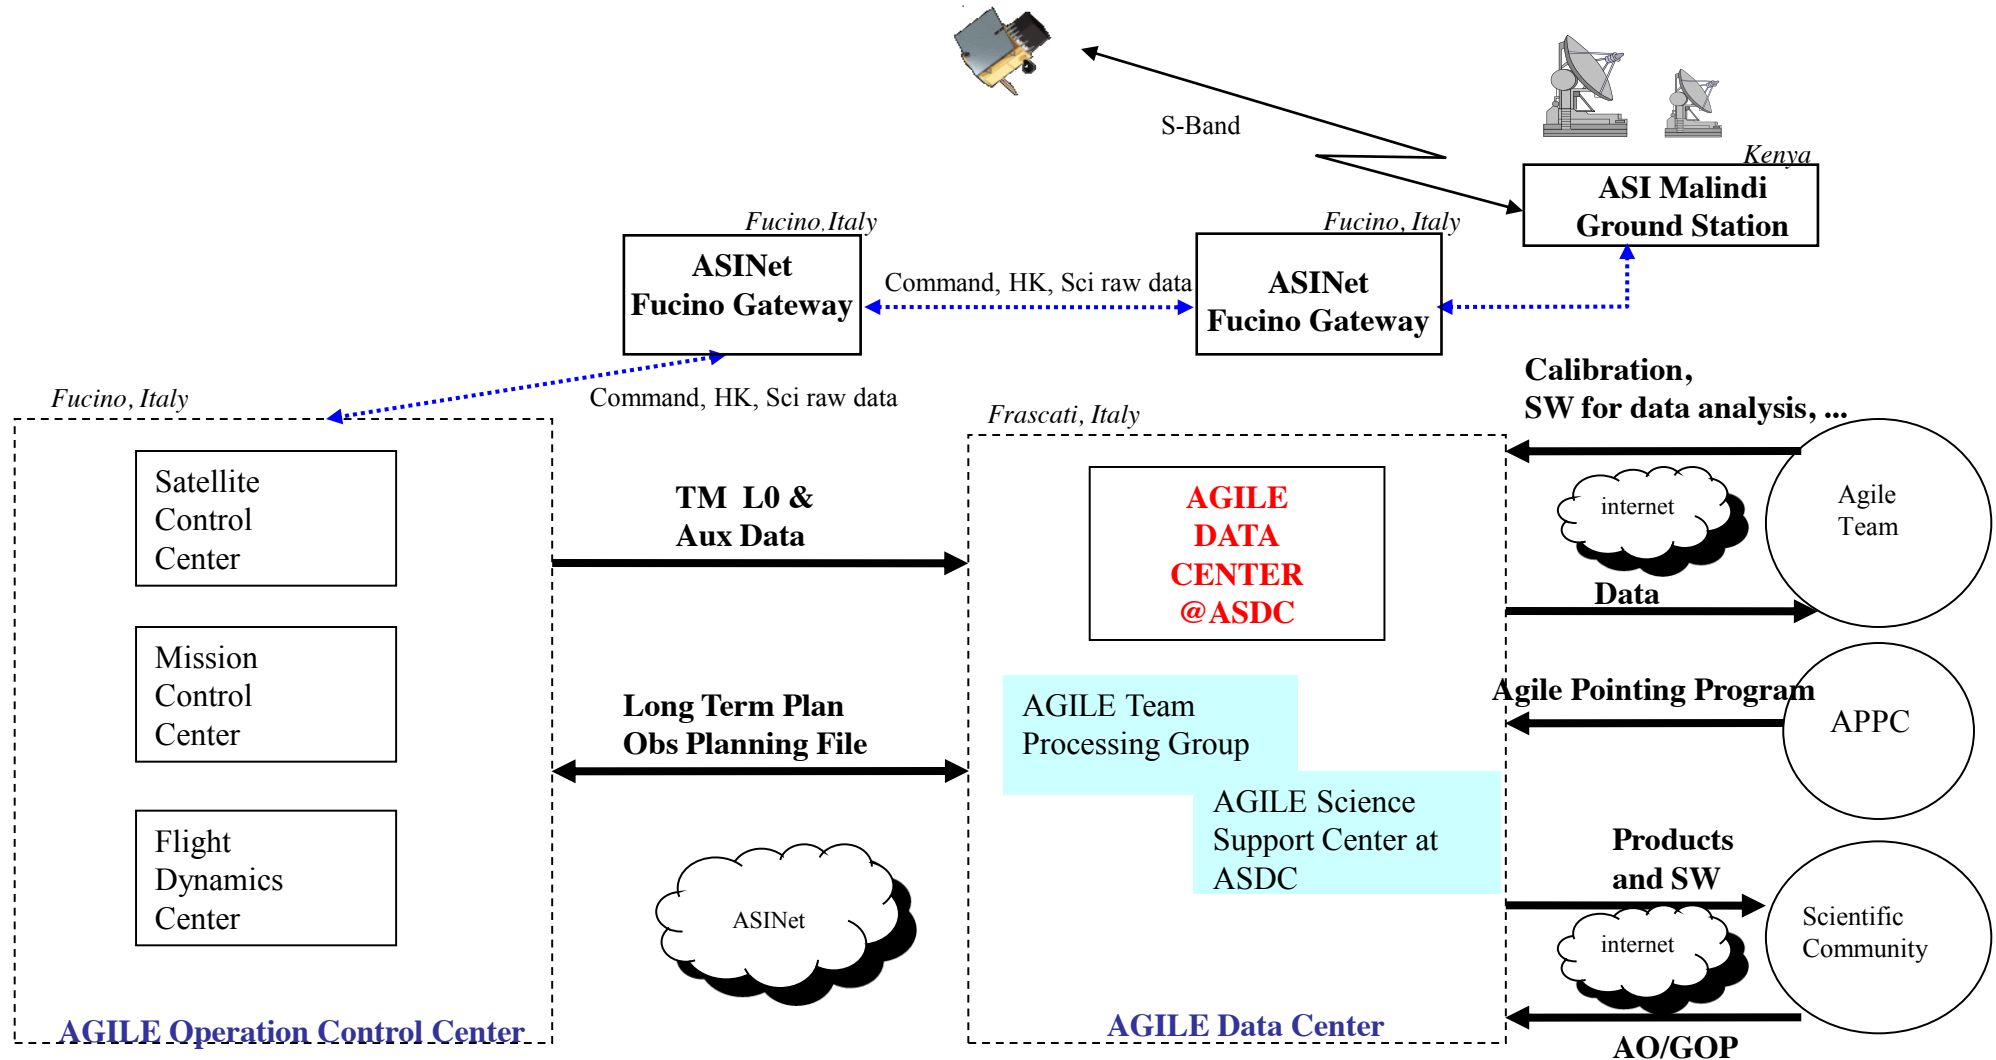 S-Band
Kenya
ASI Malindi
Ground Station
Fucino, Italy
ASINet
Fucino Gateway
Command, HK, Sci raw data
Fucino, Italy
ASINet
Fucino Gateway
Command, HK, Sci raw data
Fucino, Italy
Satellite
Control
Center
Mission
Control
Center
Flight
Dynamics
Center
AGILE Operation Control Center
TM L0 &
Aux Data
Long Term Plan
Obs Planning File
ASINet
Frascati, Italy
AGILE
DATA
CENTER
@ASDC
AGILE Team
Processing Group
AGILE Science
Support Center at
ASDC
AGILE Data Center
Calibration,
SW for data analysis, ...
internet
Agile
Team
Data
Agile Pointing Program
APPC
Products
and SW
internet
Scientific
Community
AO/GOP